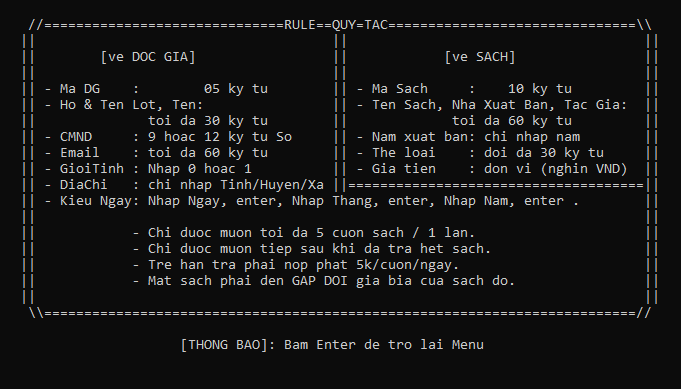 //==============================RULE==QUY=TAC===============================\\
[ve DOC GIA] [ve SACH]
- Ma DG : 05 ky tu || - Ma Sach : 10 ky tu
- Ho & Ten Lot, Ten: || - Ten Sach, Nha Xuat Ban, Tac Gia:
toi da 30 ky tu || toi da 60 ky tu
- CMND : 9 hoac 12 ky tu So || - Nam xuat ban: chi nhap nam
- Email : toi da 60 ky tu || - The loai : doi da 30 ky tu
- GioiTinh : Nhap 0 hoac 1 || - Gia tien : don vi (nghin VND)
- DiaChi : chi nhap Tinh/Huyen/Xa ||=====================================||
- Kieu Ngay: Nhap Ngay, enter, Nhap Thang, enter, Nhap Nam, enter .
- Chi duoc muon toi da 5 cuon sach / 1 lan.
- Chi duoc muon tiep sau khi da tra het sach.
- Tre han tra phai nop phat 5k/cuon/ngay.
- Mat sach phai den GAP DOI gia bia cua sach do.
\\==========================================================================//
[THONG BAO]: Bam Enter de tro lai Menu